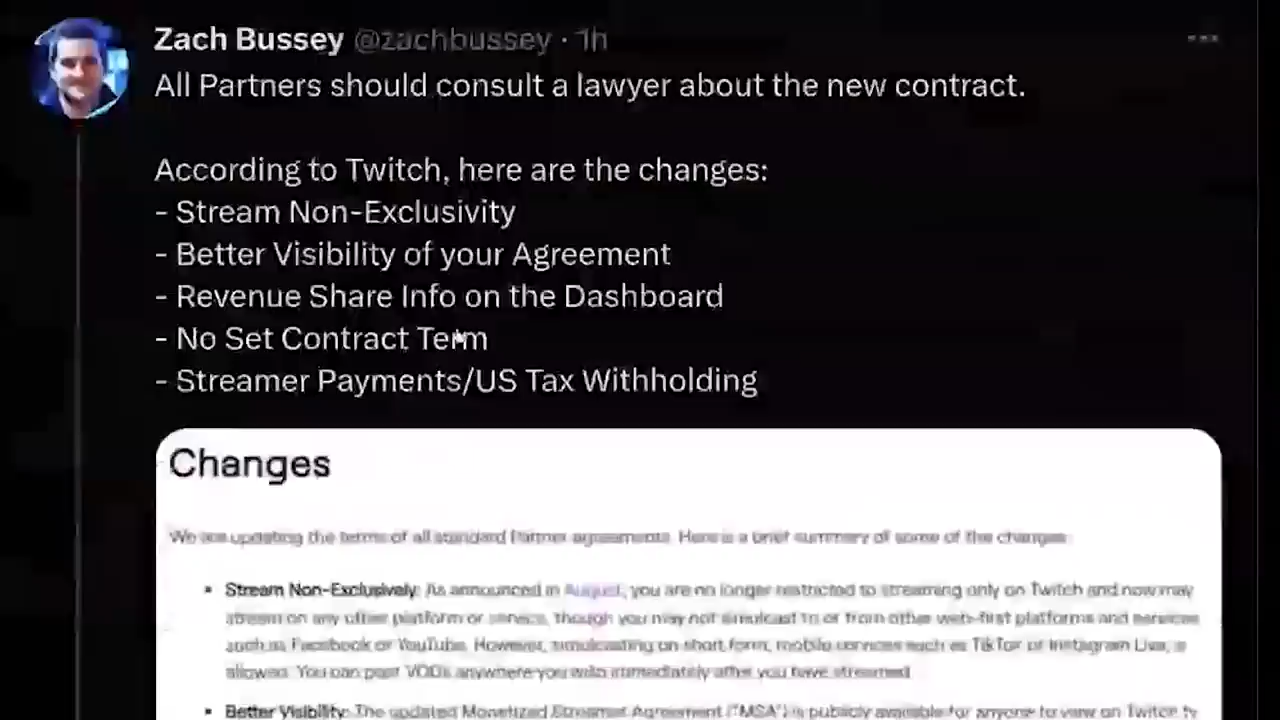 Zach Bussey @zachbussey · 1h
All Partners should consult a lawyer about the new contract.
According to Twitch, here are the changes:
- Stream Non-Exclusivity
- Better Visibility of your Agreement
- Revenue Share Info on the Dashboard
- No Set Contract Term
- Streamer Payments/US Tax Withholding
Changes
We are updating the terms of all standard Partner agreements. Here is a brief summary of some of the changes:
• Stream Non-Exclusively: As announced in August, you are no longer restricted to streaming only on Twitch and now may
stream on any other platform or service, though you may not simulcast to or from other web-first platforms and services
such as Facebook or YouTube. However, simulcasting on short form, mobile services such as TikTok or Instagram Live, is
allowed. You can post VODs anywhere you wish immediately after you have streamed.
• Better Visibility: The updated Monetized Streamer Agreement ("MSA") is publicly available for anyone to view on Twitch.tv